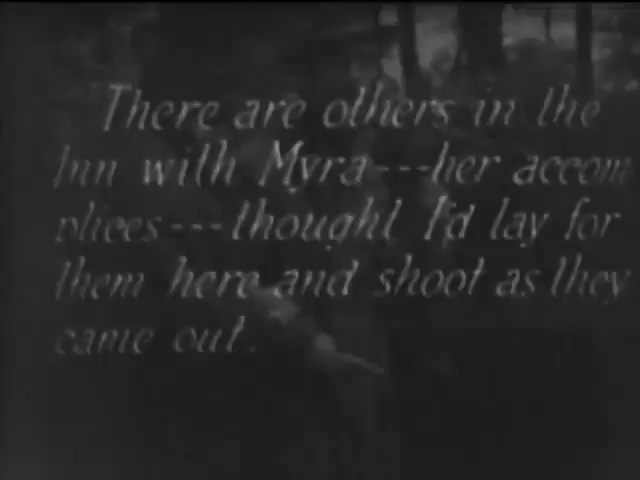 There are others in the
Inn with Myra---her accom
plices---thought I'd lay for
them here and shoot as they
came out.